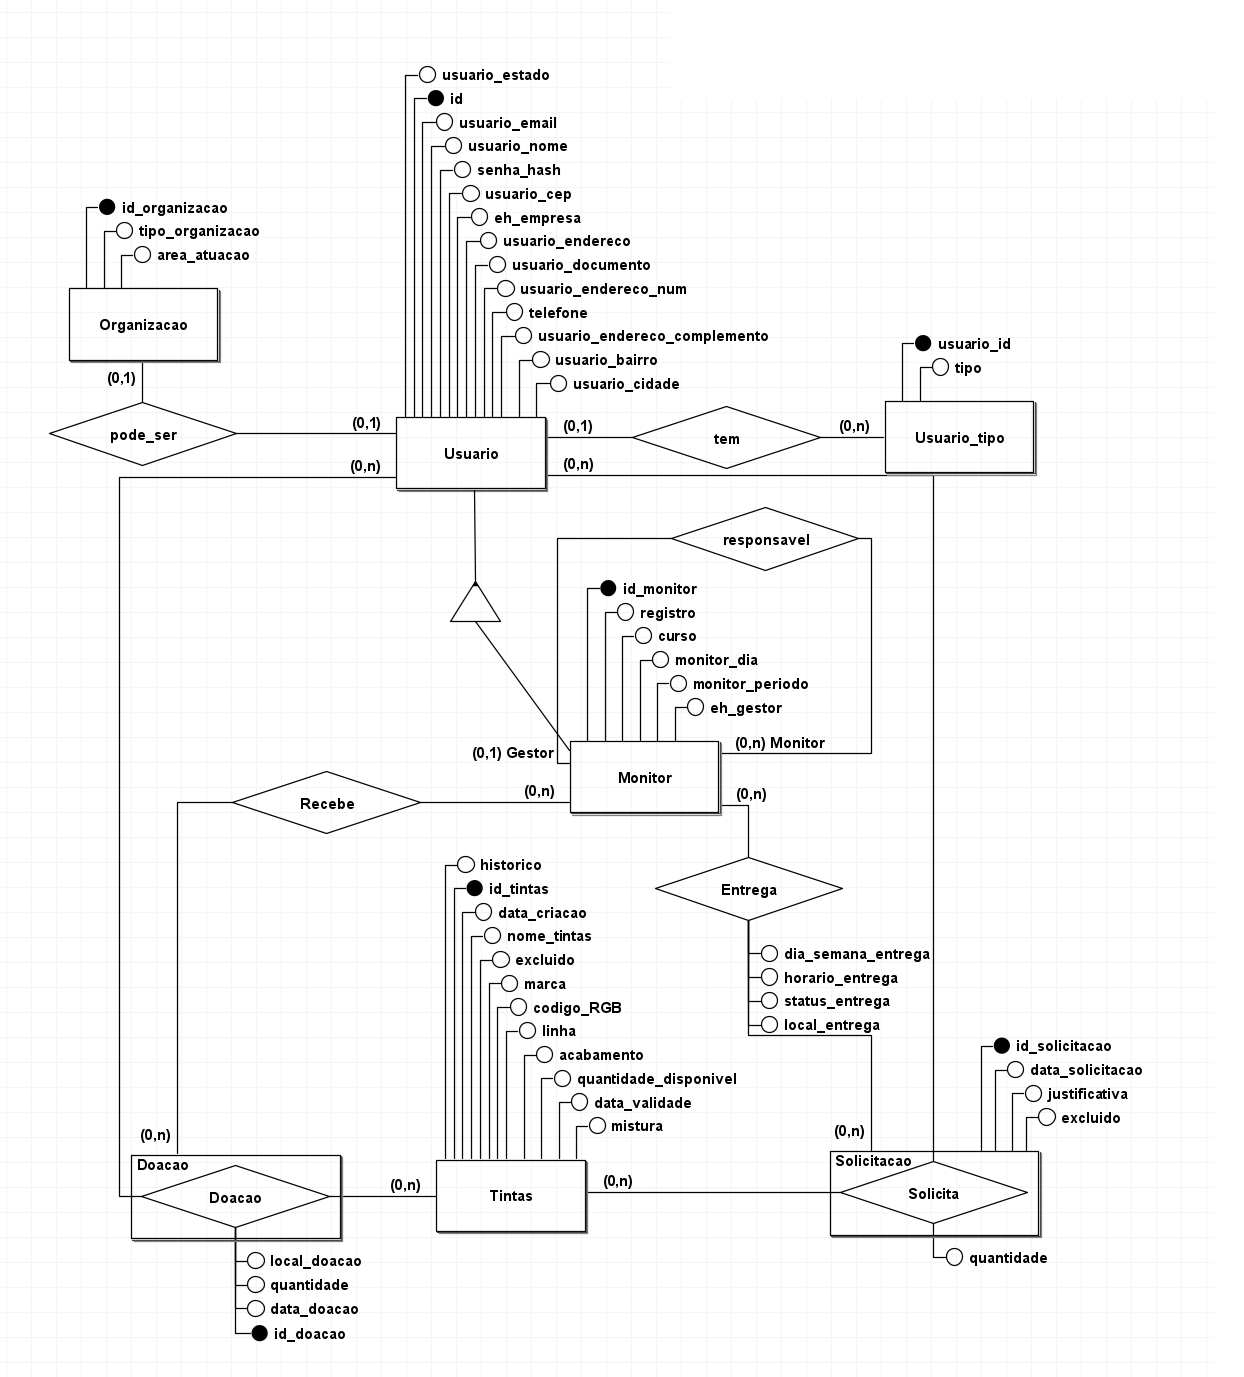 usuario_estado
id
usuario_email
usuario_nome
senha_hash
usuario_cep
eh_empresa
usuario_endereco
usuario_documento
usuario_endereco_num
telefone
usuario_endereco_complemento
usuario_bairro
usuario_cidade
id_organizacao
tipo_organizacao
area_atuacao
Organizacao
(0,1)
pode_ser
(0,1)
(0,n)
Usuario
(0,1)
(0,n)
tem
(0,n)
usuario_id
tipo
Usuario_tipo
responsavel
id_monitor
registro
curso
monitor_dia
monitor_periodo
eh_gestor
(0,1) Gestor
(0,n) Monitor
Monitor
Recebe
(0,n)
(0,n)
Entrega
dia_semana_entrega
horario_entrega
status_entrega
local_entrega
historico
id_tintas
data_criacao
nome_tintas
excluido
marca
codigo_RGB
linha
acabamento
quantidade_disponivel
data_validade
mistura
id_solicitacao
data_solicitacao
justificativa
excluido
(0,n)
(0,n)
Doacao
Doacao
(0,n)
Tintas
(0,n)
Solicitacao
Solicita
quantidade
local_doacao
quantidade
data_doacao
id_doacao